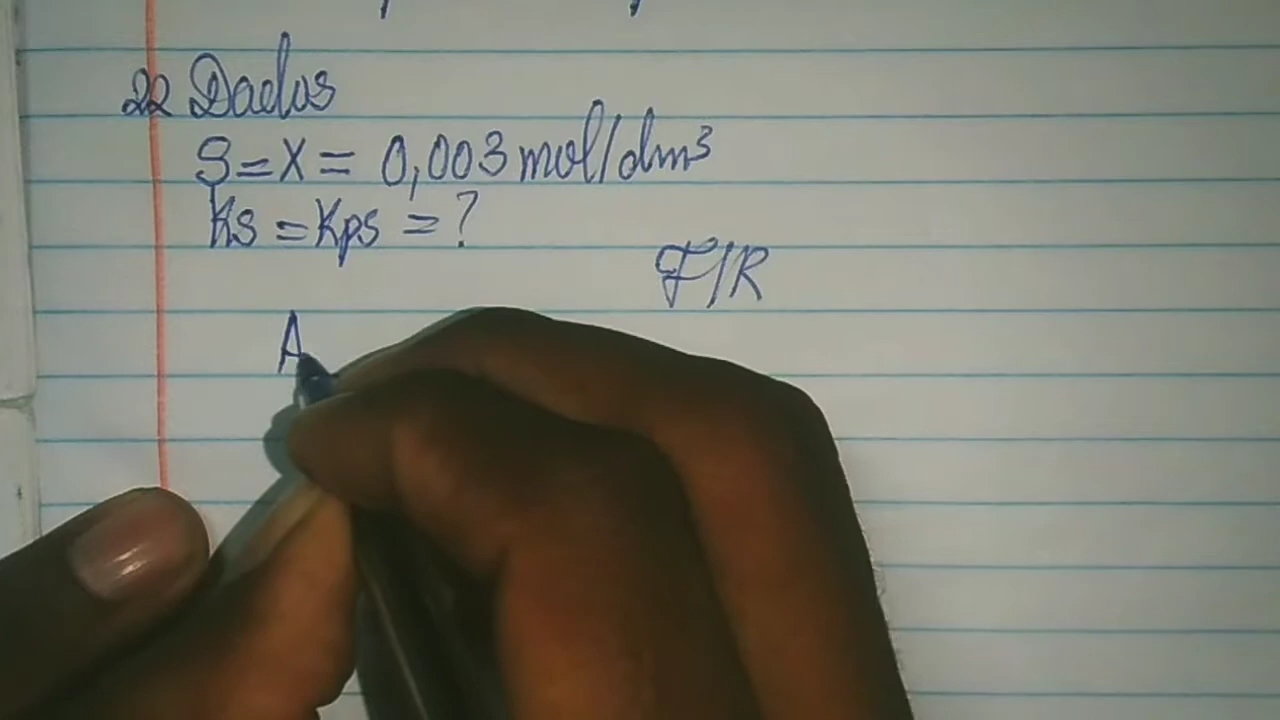 22 Dados
S = X = 0,003 mol/dm³
Ks = Kps = ?
F/R
A